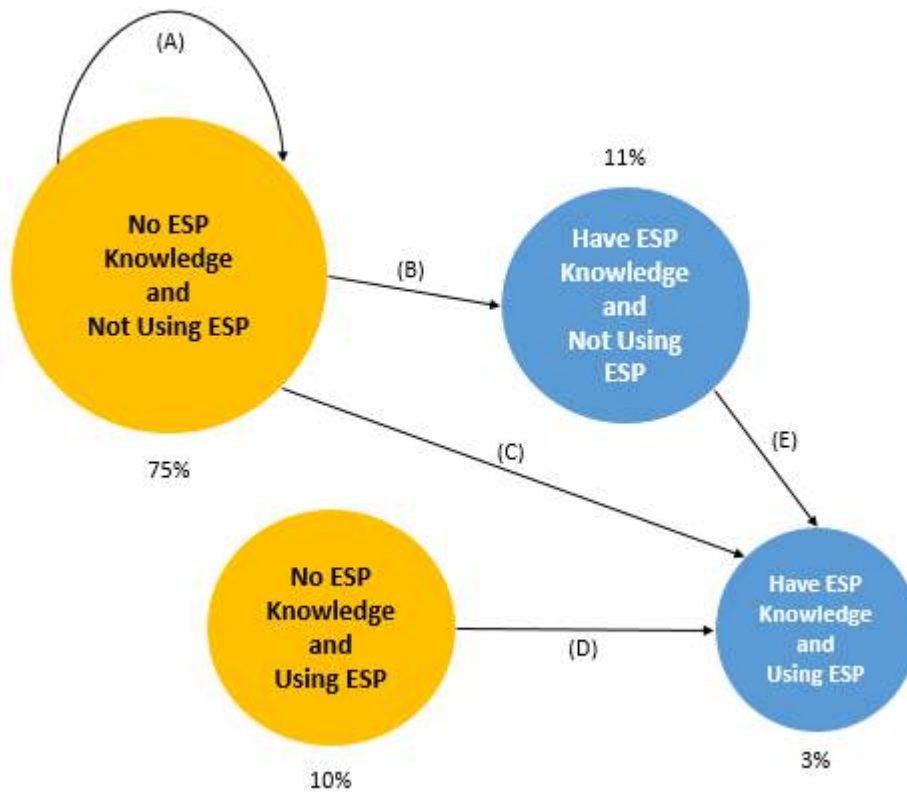 (A)
No ESP
Knowledge
and
Not Using ESP
75%
(B)
11%
Have ESP
Knowledge
and
Not Using
ESP
(C)
(E)
No ESP
Knowledge
and
Using ESP
10%
(D)
Have ESP
Knowledge
and
Using ESP
3%